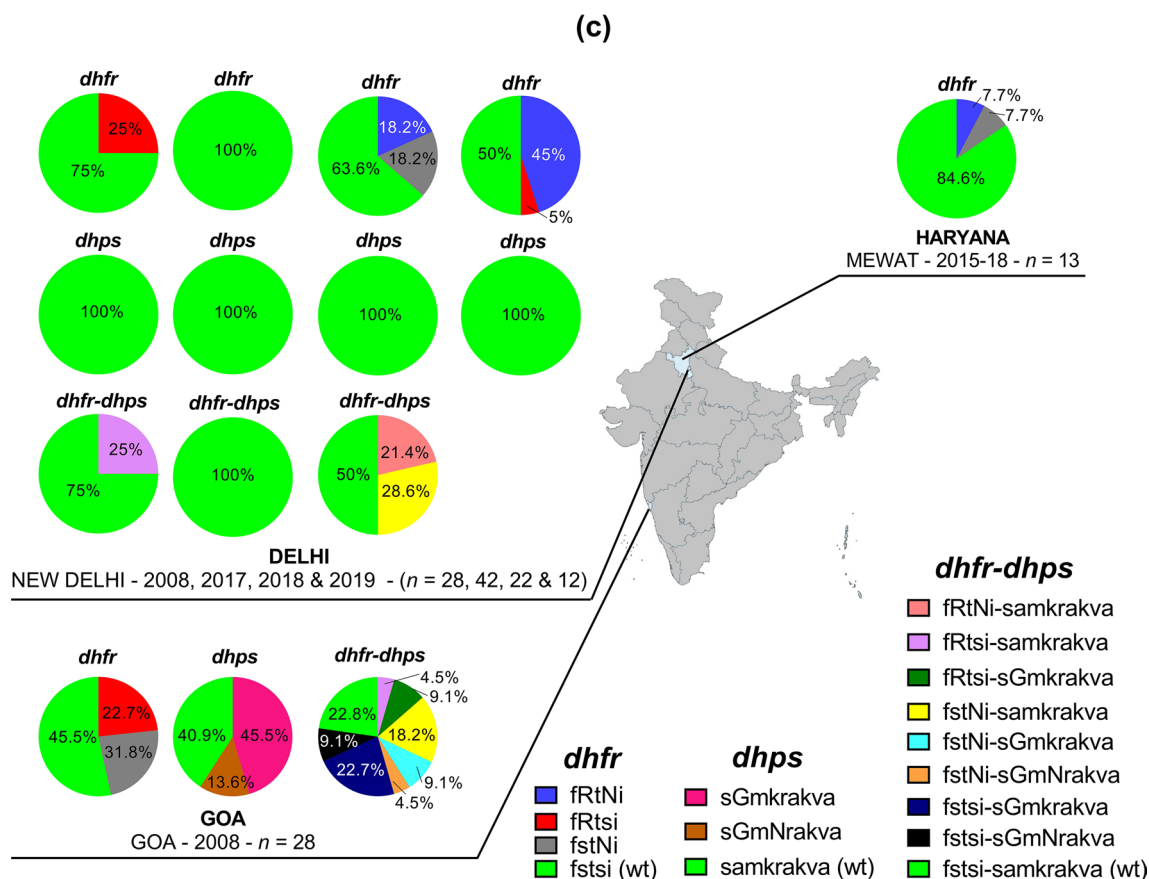 (c)
dhfr
25%
75%
dhfr
100%
dhfr
18.2%
18.2%
63.6%
dhfr
50%
45%
5%
dhfr
7.7%
7.7%
84.6%
HARYANA
MEWAT - 2015-18 - n = 13
dhps
100%
dhps
100%
dhps
100%
dhps
100%
dhfr-dhps
25%
75%
100%
dhfr-dhps
50%
21.4%
28.6%
DELHI
NEW DELHI - 2008, 2017, 2018 & 2019 - (n = 28, 42, 22 & 12)
dhfr
22.7%
45.5%
31.8%
dhps
40.9%
45.5%
13.6%
dhfr-dhps
4.5%
9.1%
22.8%
18.2%
9.1%
22.7%
9.1%
4.5%
GOA
GOA - 2008 - n = 28
dhfr
fRtNi
fRtsi
fstNi
fstsi (wt)
dhps
sGmkrakva
sGmNrakva
samkrakva (wt)
dhfr-dhps
fRtNi-samkrakva
fRtsi-samkrakva
fRtsi-sGmkrakva
fstNi-samkrakva
fstNi-sGmkrakva
fstNi-sGmNrakva
fstsi-sGmkrakva
fstsi-sGmNrakva
fstsi-samkrakva (wt)